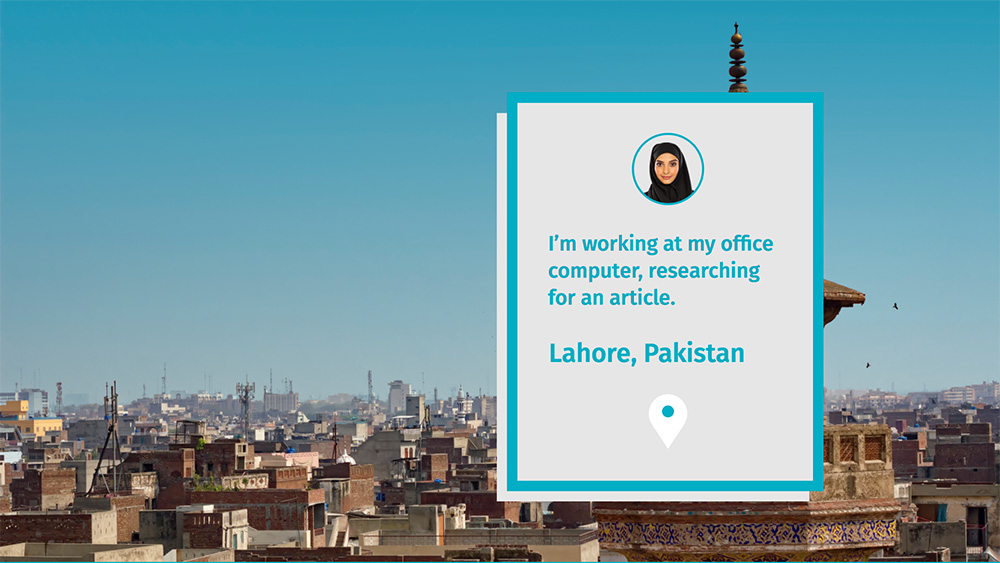 I’m working at my office
computer, researching
for an article.
Lahore, Pakistan